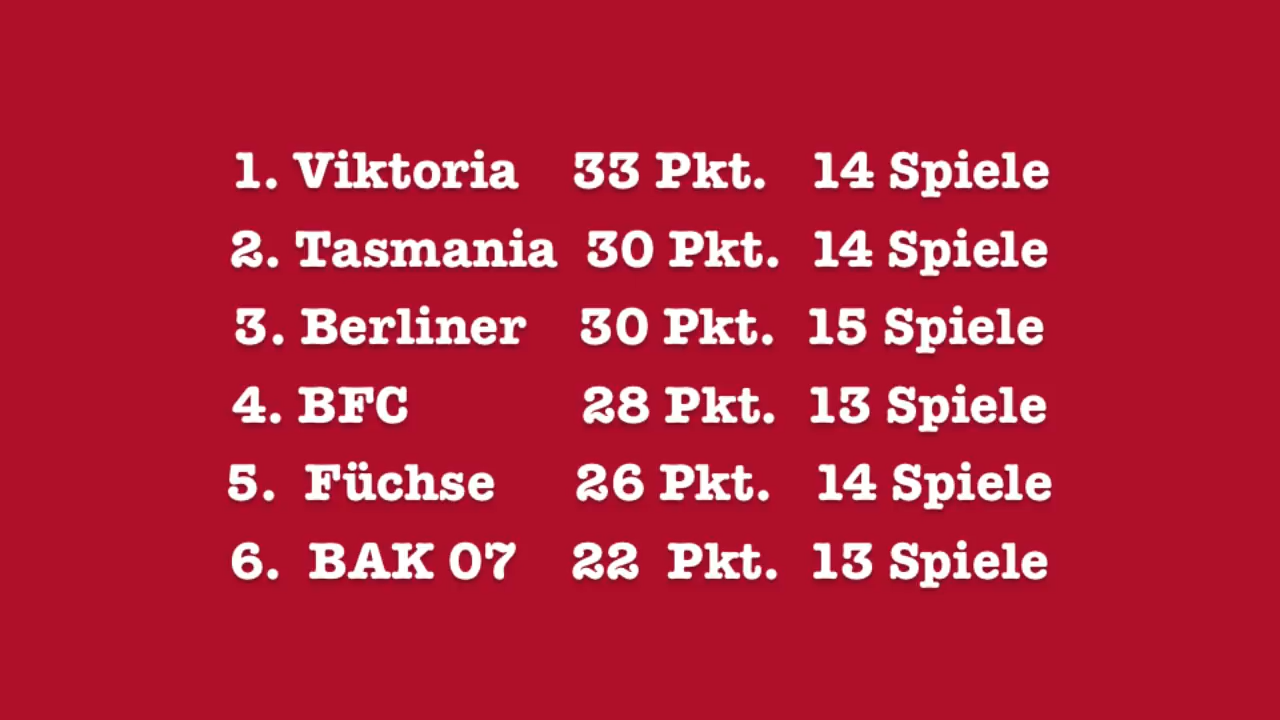 1. Viktoria 33 Pkt. 14 Spiele
2. Tasmania 30 Pkt. 14 Spiele
3. Berliner 30 Pkt. 15 Spiele
4. BFC 28 Pkt. 13 Spiele
5. Füchse 26 Pkt. 14 Spiele
6. BAK 07 22 Pkt. 13 Spiele